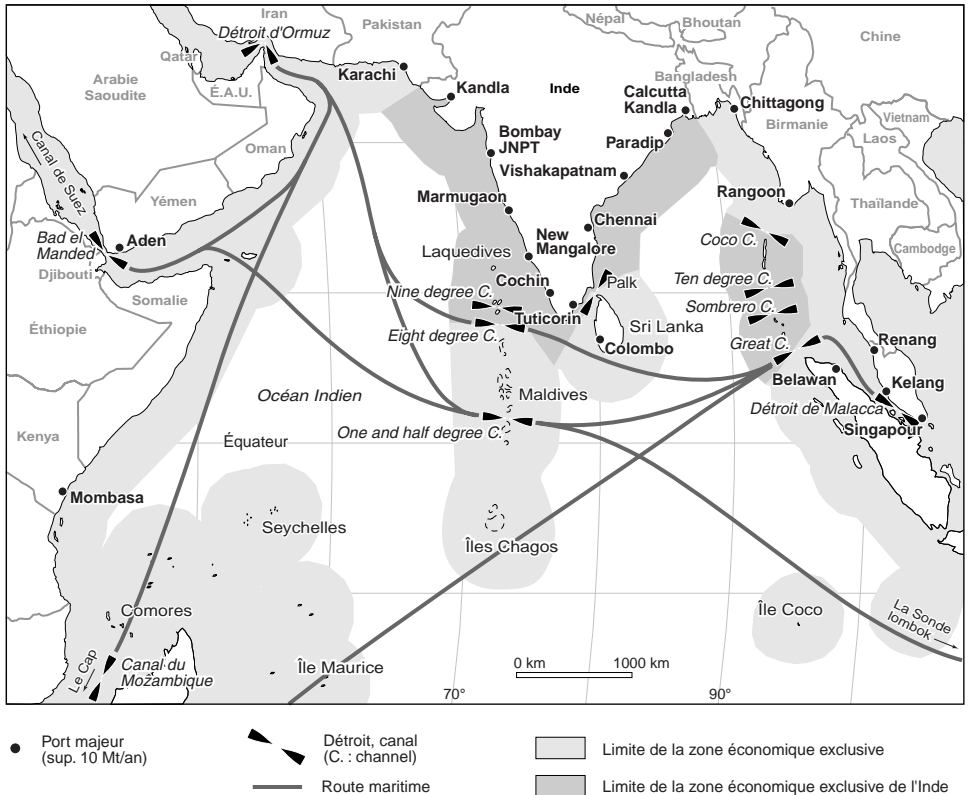 Iran
Pakistan
Népal
Bhoutan
Chine
Détroit d'Ormuz
Qatar
Karachi
Bangladesh
Arabie
Saoudite
É.A.U.
Kandla
Inde
Calcutta
Kandla
Chittagong
Vietnam
Birmanie
Laos
Bombay
JNPT
Paradip
Oman
Canal de Suez
Vishakapatnam
Marmugaon
Rangoon
Yémen
Thaïlande
Chennai
Bad el
Manded
Aden
New
Mangalore
Coco C.
Laquedives
Cambodge
Djibouti
Cochin
Palk
Ten degree C.
Nine degree C.
Somalie
Tuticorin
Sombrero C.
Éthiopie
Sri Lanka
Eight degree C.
Great C.
Renang
Colombo
Belawan
Kelang
Océan Indien
Maldives
Détroit de Malacca
Singapour
Kenya
Équateur
One and half degree C.
Mombasa
Seychelles
Îles Chagos
Comores
Île Coco
La Sonde
lombok
Le Cap
Canal du
Mozambique
Île Maurice
0 km
1000 km
70°
90°
Port majeur
(sup. 10 Mt/an)
Détroit, canal
(C. : channel)
Route maritime
Limite de la zone économique exclusive
Limite de la zone économique exclusive de l'Inde